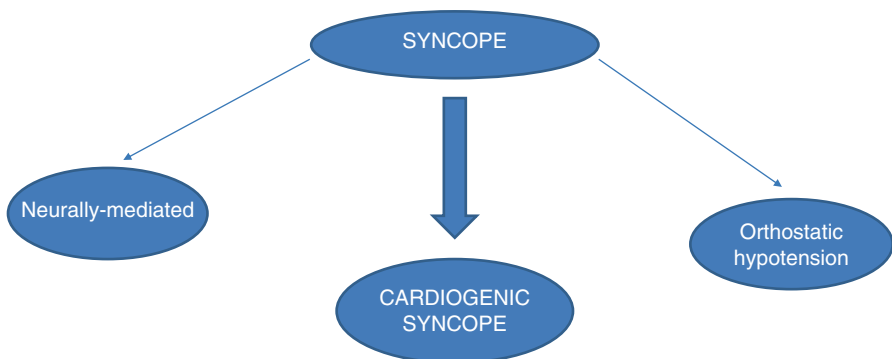 SYNCOPE
Neurally-mediated
Orthostatic
hypotension
CARDIOGENIC
SYNCOPE